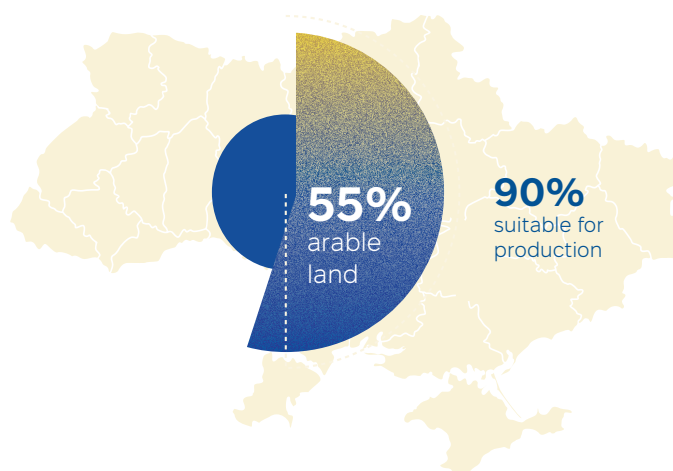 55%
arable
land
90%
suitable for
production